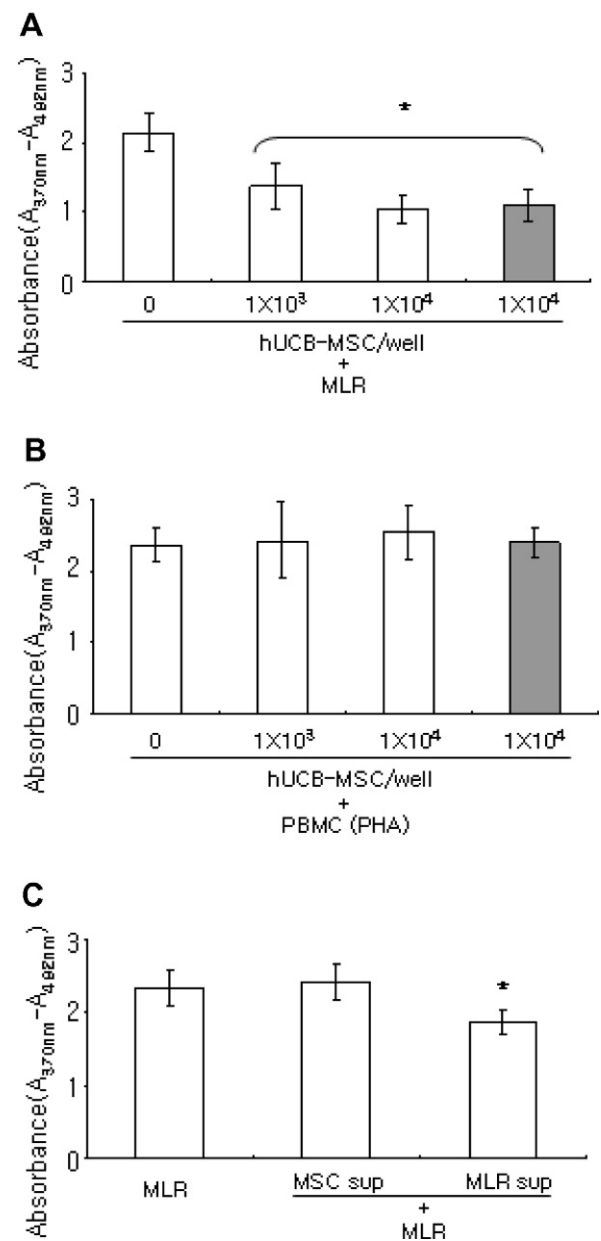 A
Absorbance(A370nm-A492nm)
3
2
1
0
*
0 1X10³ 1X10⁴ 1X10⁴
hUCB-MSC/well
+
MLR
B
Absorbance(A370nm-A492nm)
3
2
1
0
0 1X10³ 1X10⁴ 1X10⁴
hUCB-MSC/well
+
PBMC (PHA)
C
Absorbance(A370nm-A492nm)
3
2
1
0
*
MLR MSC sup MLR sup
+
MLR